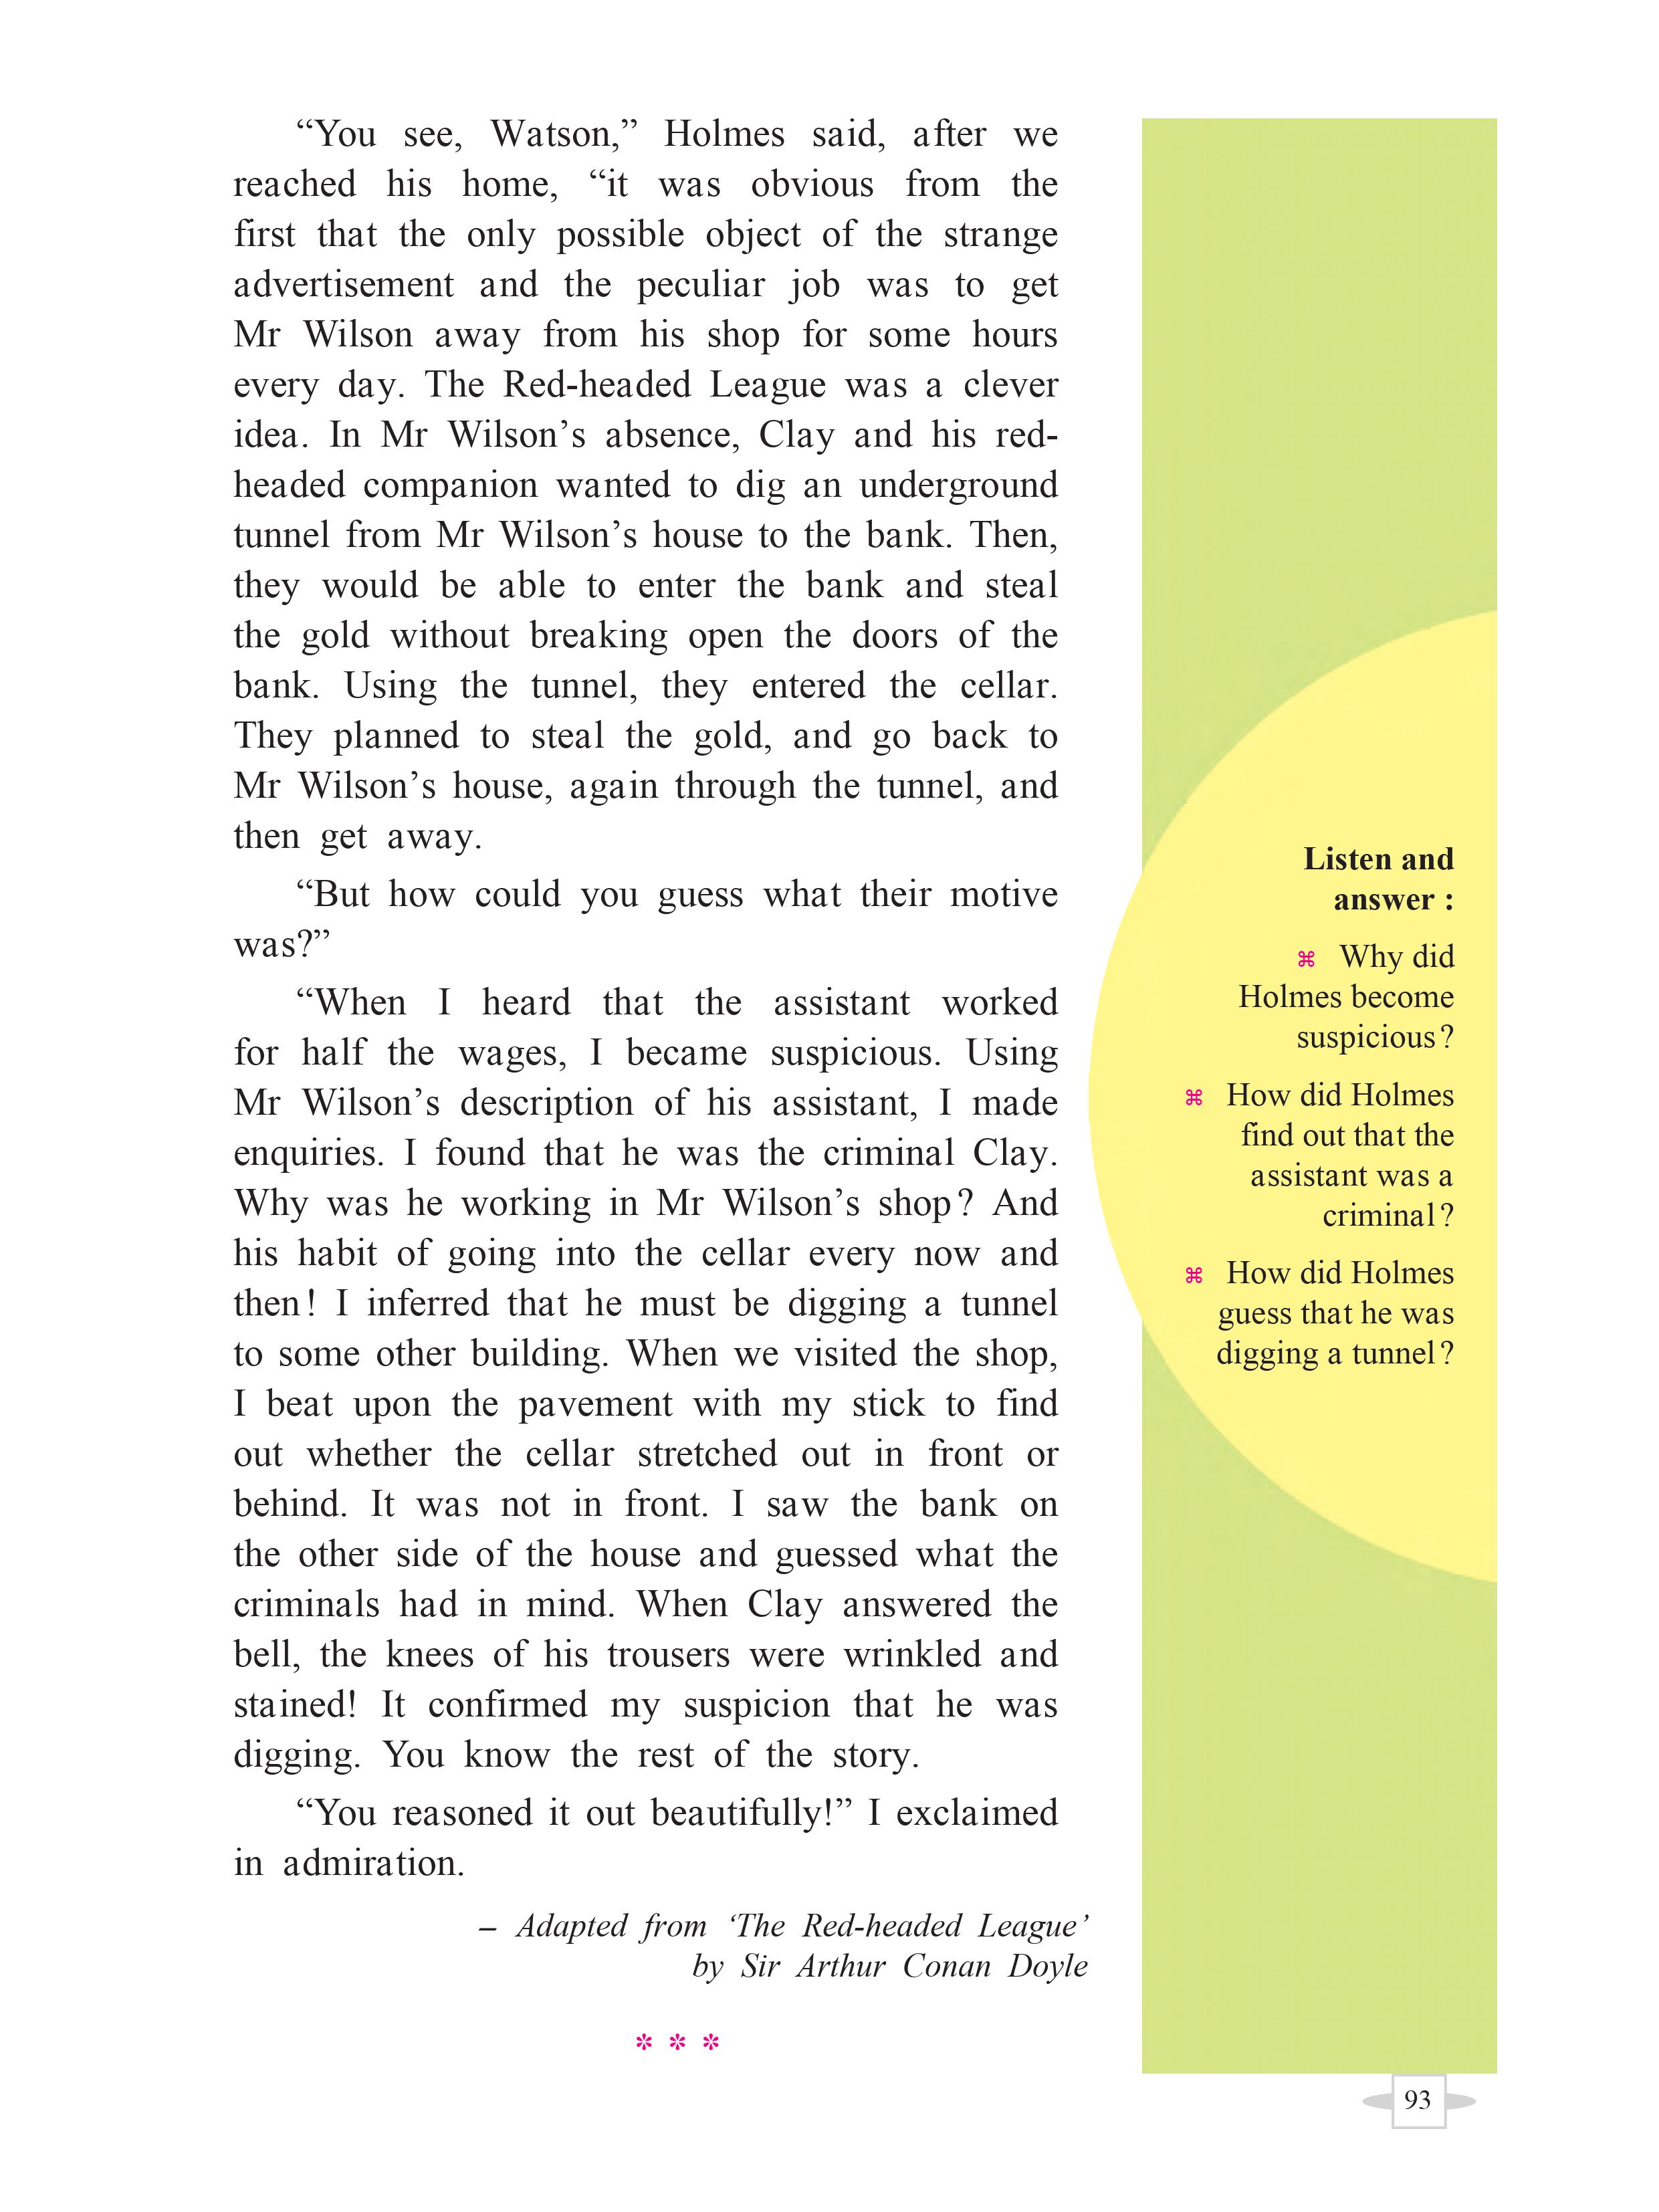 “You see, Watson,” Holmes said, after we
reached his home, “it was obvious from the
first that the only possible object of the strange
advertisement and the peculiar job was to get
Mr Wilson away from his shop for some hours
every day. The Red-headed League was a clever
idea. In Mr Wilson’s absence, Clay and his red-
headed companion wanted to dig an underground
tunnel from Mr Wilson’s house to the bank. Then,
they would be able to enter the bank and steal
the gold without breaking open the doors of the
bank. Using the tunnel, they entered the cellar.
They planned to steal the gold, and go back to
Mr Wilson’s house, again through the tunnel, and
then get away.
“But how could you guess what their motive
was?”
“When I heard that the assistant worked
for half the wages, I became suspicious. Using
Mr Wilson’s description of his assistant, I made
enquiries. I found that he was the criminal Clay.
Why was he working in Mr Wilson’s shop? And
his habit of going into the cellar every now and
then! I inferred that he must be digging a tunnel
to some other building. When we visited the shop,
I beat upon the pavement with my stick to find
out whether the cellar stretched out in front or
behind. It was not in front. I saw the bank on
the other side of the house and guessed what the
criminals had in mind. When Clay answered the
bell, the knees of his trousers were wrinkled and
stained! It confirmed my suspicion that he was
digging. You know the rest of the story.
“You reasoned it out beautifully!” I exclaimed
in admiration.
– Adapted from ‘The Red-headed League’
by Sir Arthur Conan Doyle
* * *
Listen and
answer :
⌘ Why did
Holmes become
suspicious?
⌘ How did Holmes
find out that the
assistant was a
criminal?
⌘ How did Holmes
guess that he was
digging a tunnel?
93